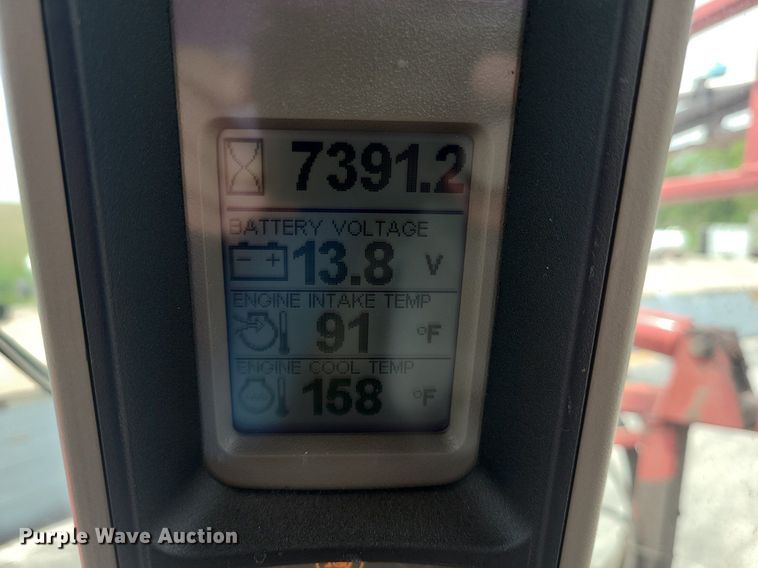 7391.2
BATTERY VOLTAGE
- + 13.8 V
ENGINE INTAKE TEMP
91 °F
ENGINE COOL TEMP
158 °F
Purple Wave Auction